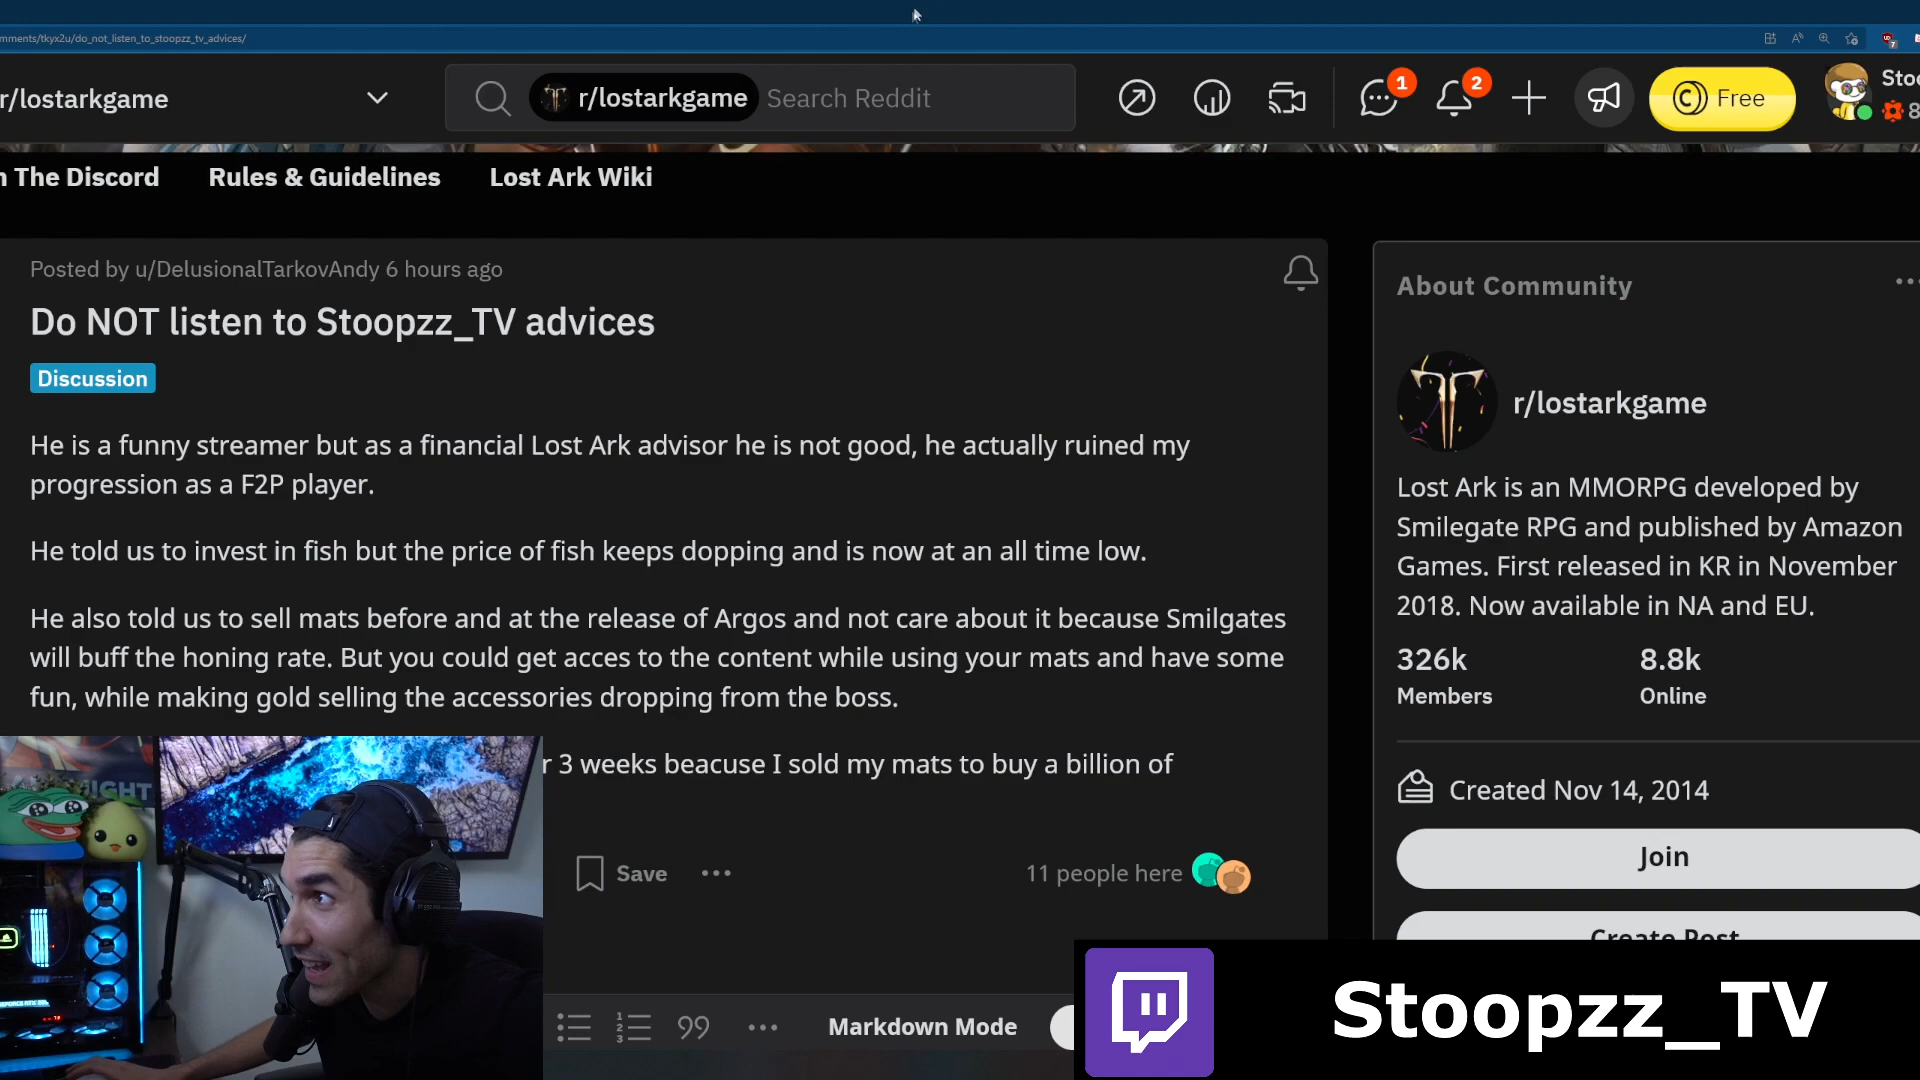 mments/tkyx2u/do_not_listen_to_stoopzz_tv_advices/
r/lostarkgame
r/lostarkgame Search Reddit
1
2
Free
Stoo
8
n The Discord Rules & Guidelines Lost Ark Wiki
Posted by u/DelusionalTarkovAndy 6 hours ago
Do NOT listen to Stoopzz_TV advices
Discussion
He is a funny streamer but as a financial Lost Ark advisor he is not good, he actually ruined my
progression as a F2P player.
He told us to invest in fish but the price of fish keeps dopping and is now at an all time low.
He also told us to sell mats before and at the release of Argos and not care about it because Smilgates
will buff the honing rate. But you could get acces to the content while using your mats and have some
fun, while making gold selling the accessories dropping from the boss.
r 3 weeks beacuse I sold my mats to buy a billion of
Save
11 people here
Markdown Mode
About Community
r/lostarkgame
Lost Ark is an MMORPG developed by
Smilegate RPG and published by Amazon
Games. First released in KR in November
2018. Now available in NA and EU.
326k 8.8k
Members Online
Created Nov 14, 2014
Join
Create Post
Stoopzz_TV